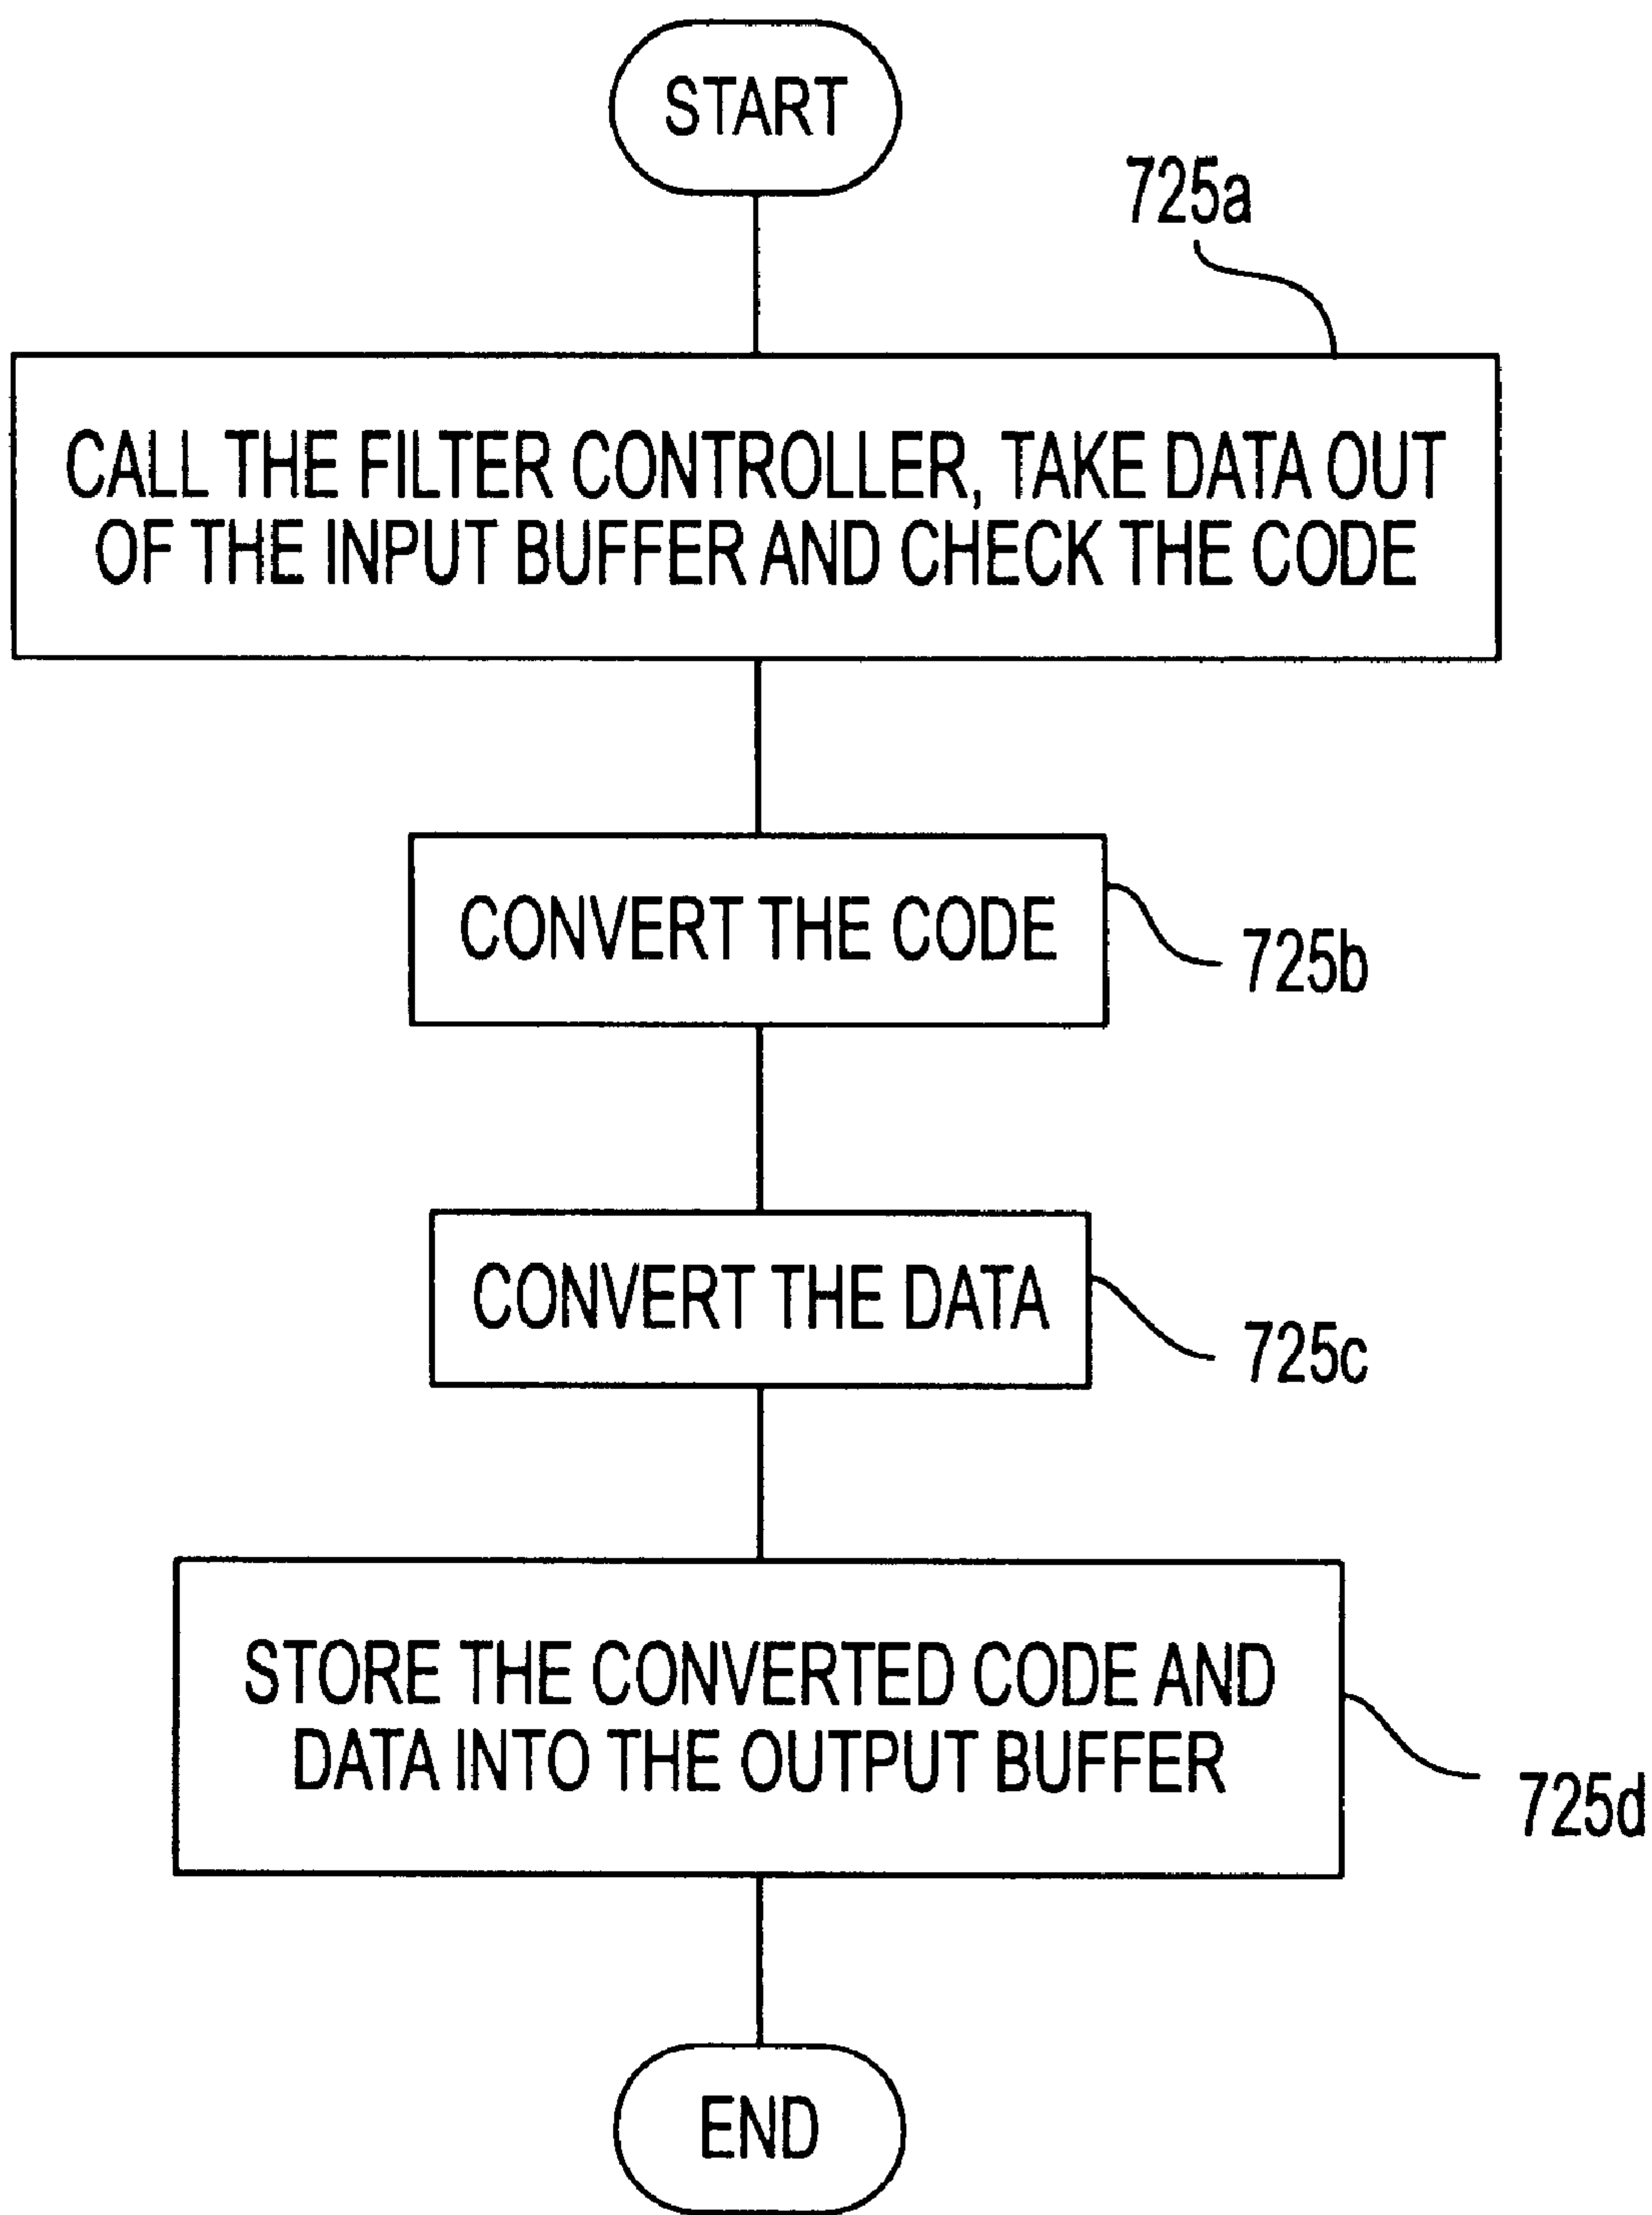 START
725a
CALL THE FILTER CONTROLLER, TAKE DATA OUT
OF THE INPUT BUFFER AND CHECK THE CODE
CONVERT THE CODE
725b
CONVERT THE DATA
725c
STORE THE CONVERTED CODE AND
DATA INTO THE OUTPUT BUFFER
725d
END